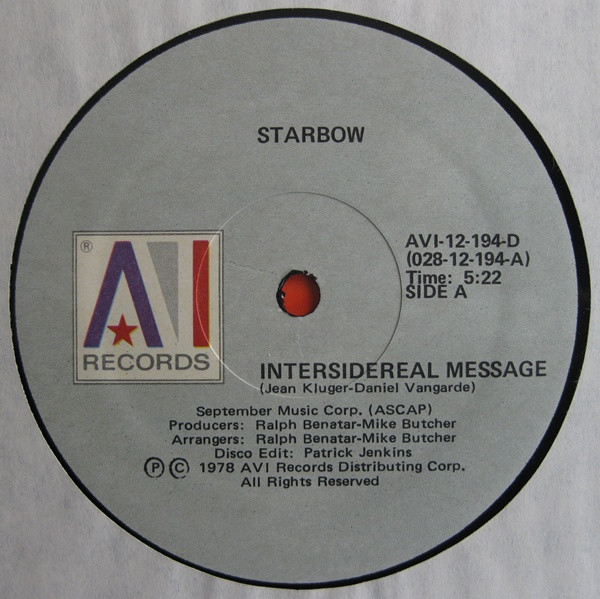 STARBOW
®
AVI
RECORDS
AVI-12-194-D
(028-12-194-A)
Time: 5:22
SIDE A
INTERSIDEREAL MESSAGE
(Jean Kluger-Daniel Vangarde)
September Music Corp. (ASCAP)
Producers: Ralph Benatar-Mike Butcher
Arrangers: Ralph Benatar-Mike Butcher
Disco Edit: Patrick Jenkins
Ⓟ Ⓒ 1978 AVI Records Distributing Corp.
All Rights Reserved